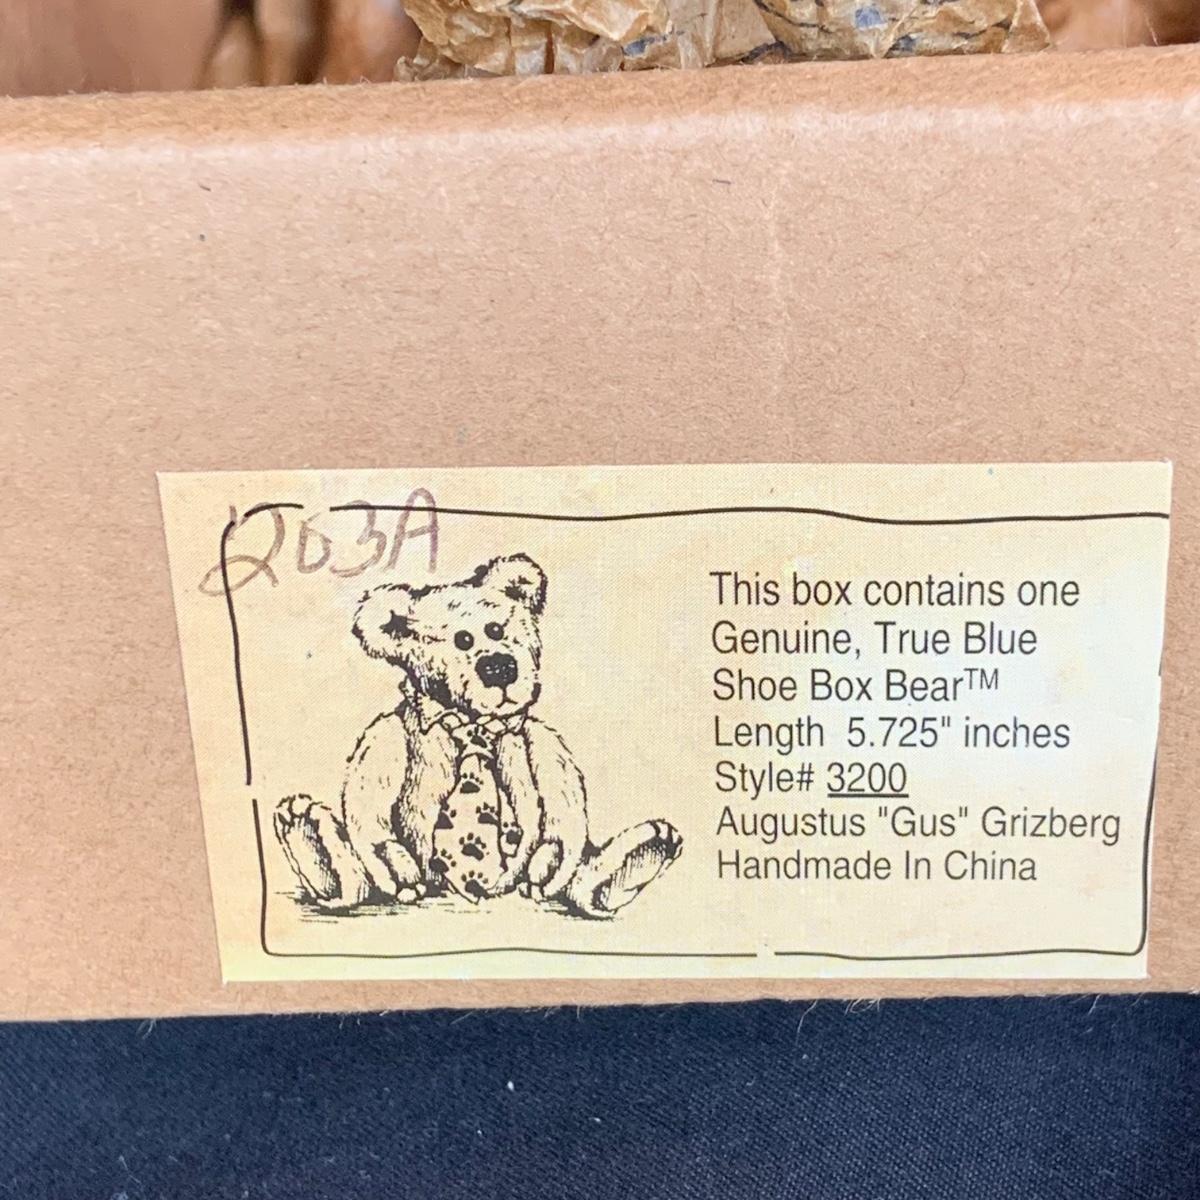 203A
This box contains one
Genuine, True Blue
Shoe Box Bear™
Length 5.725" inches
Style# 3200
Augustus "Gus" Grizberg
Handmade In China